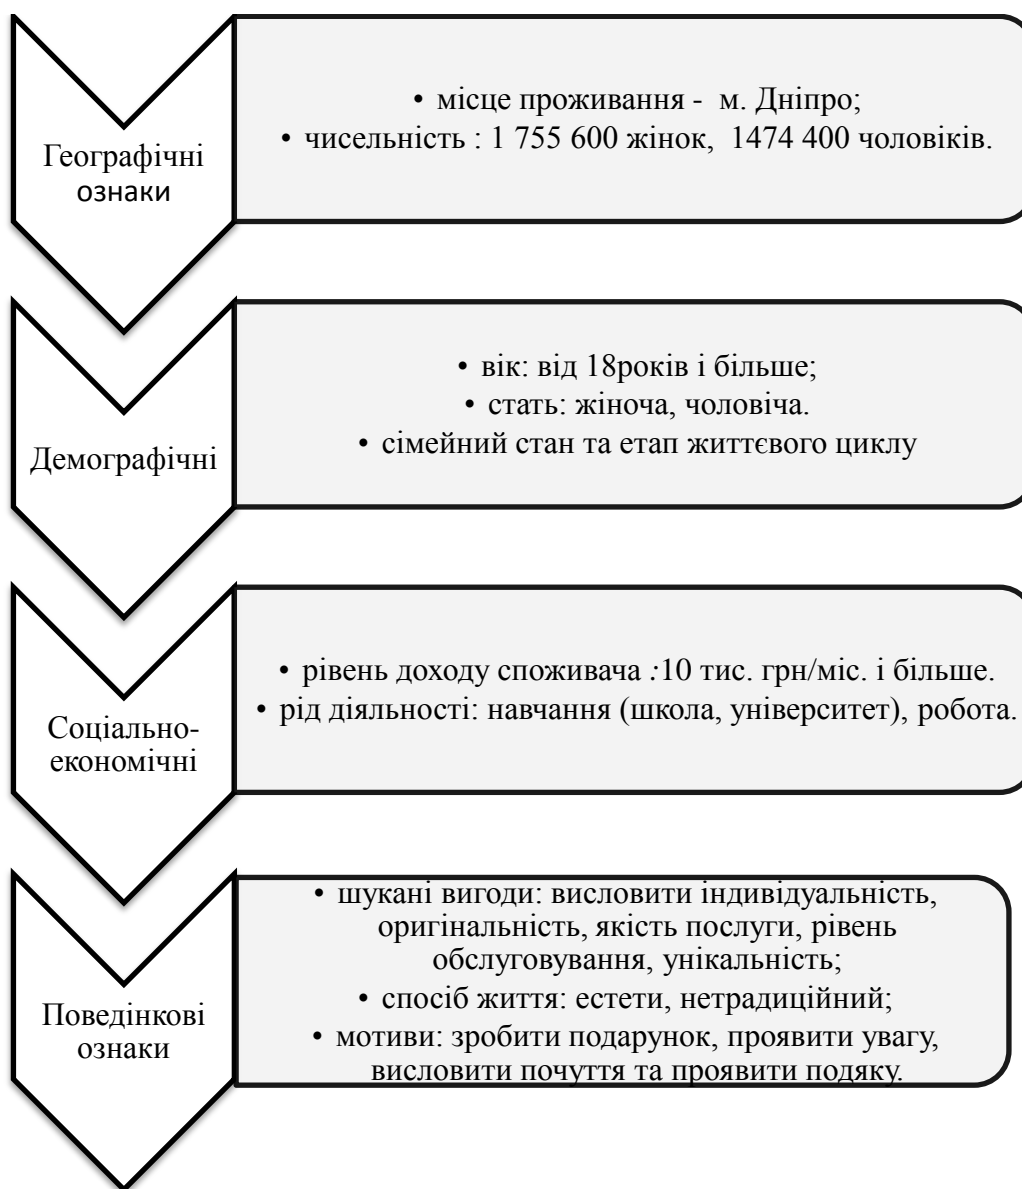 Географічні
ознаки
• місце проживання - м. Дніпро;
• чисельність : 1 755 600 жінок, 1474 400 чоловіків.
Демографічні
• вік: від 18років і більше;
• стать: жіноча, чоловіча.
• сімейний стан та етап життєвого циклу
Соціально-
економічні
• рівень доходу споживача :10 тис. грн/міс. і більше.
• рід діяльності: навчання (школа, університет), робота.
Поведінкові
ознаки
• шукані вигоди: висловити індивідуальність,
оригінальність, якість послуги, рівень
обслуговування, унікальність;
• спосіб життя: естети, нетрадиційний;
• мотиви: зробити подарунок, проявити увагу,
висловити почуття та проявити подяку.